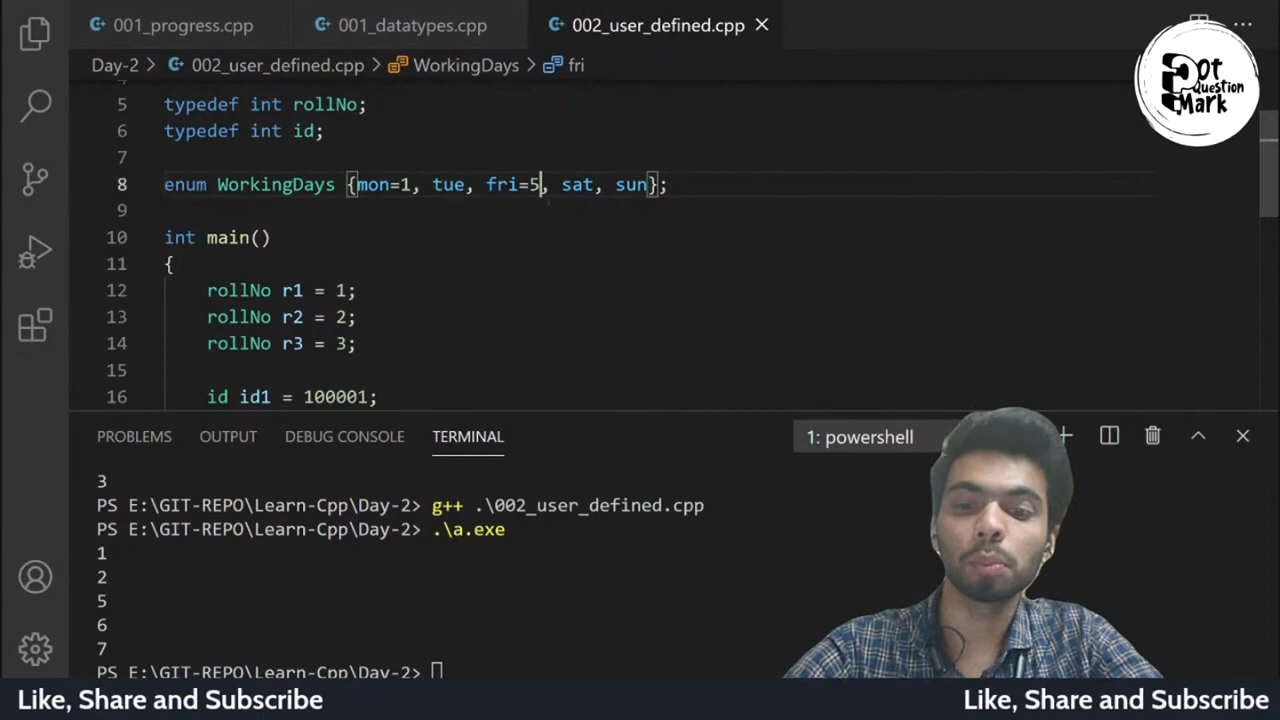 001_progress.cpp 001_datatypes.cpp 002_user_defined.cpp
Dot
Question
Mark
Day-2 > 002_user_defined.cpp > WorkingDays > fri
5 typedef int rollNo;
6 typedef int id;
7
8 enum WorkingDays {mon=1, tue, fri=5, sat, sun};
9
10 int main()
11 {
12 rollNo r1 = 1;
13 rollNo r2 = 2;
14 rollNo r3 = 3;
15
16 id id1 = 100001;
PROBLEMS OUTPUT DEBUG CONSOLE TERMINAL 1: powershell
3
PS E:\GIT-REPO\Learn-Cpp\Day-2> g++ .\002_user_defined.cpp
PS E:\GIT-REPO\Learn-Cpp\Day-2> .\a.exe
1
2
5
6
7
PS E:\GIT-REPO\Learn-Cpp\Day-2>
Like, Share and Subscribe Like, Share and Subscribe